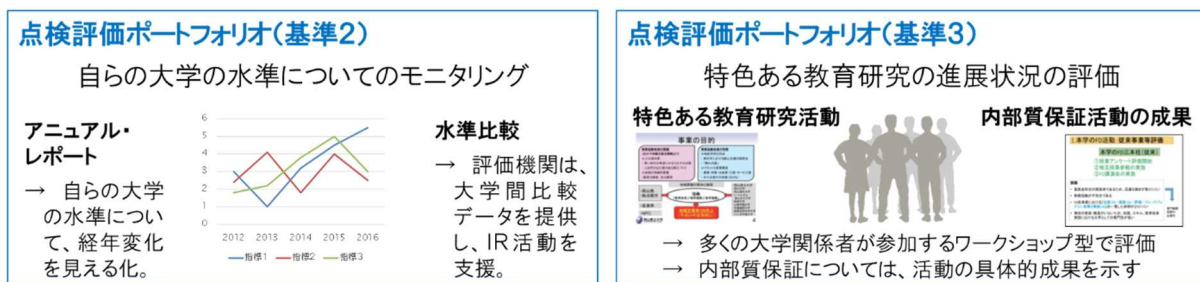 点検評価ポートフォリオ(基準2)
自らの大学の水準についてのモニタリング
アニュアル・
レポート
→ 自らの大学
の水準につい
て、経年変化
を見える化。
6
5
4
3
2
1
0
2012 2013 2014 2015 2016
指標1 指標2 指標3
水準比較
→ 評価機関は、
大学間比較
データを提供
し、IR活動を
支援。
点検評価ポートフォリオ(基準3)
特色ある教育研究の進展状況の評価
特色ある教育研究活動
事業の目的
内部質保証活動の成果
→ 多くの大学関係者が参加するワークショップ型で評価
→ 内部質保証については、活動の具体的成果を示す